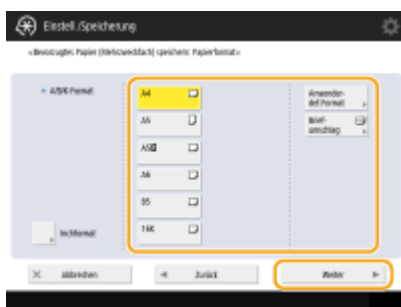 Einstell./Speicherung
<Bevorzugtes Papier (Mehrzweckfach) speichern: Papierformat>
A/B/K-Format
A4
A5
A5R
A6
B5
16K
Anwender-
def.Format
Brief-
umschlag
Inchformat
Abbrechen
Zurück
Weiter